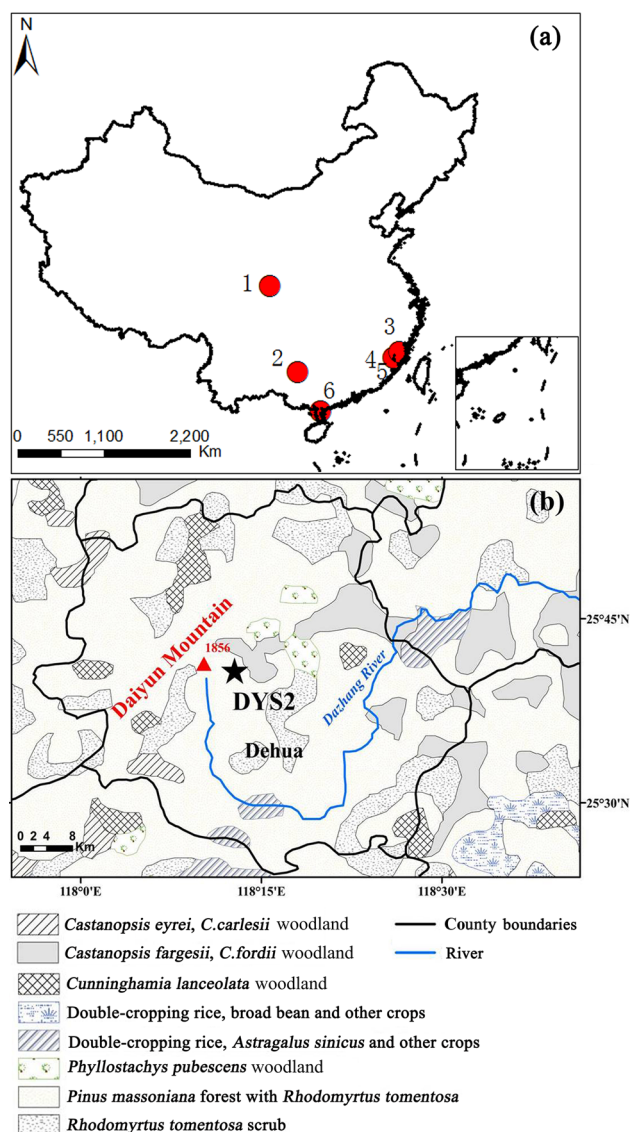 (a)
N
1
2
3
4
5
6
0 550 1,100 2,200
Km
(b)
25°45'N
Daiyun Mountain
1856
DYS2
Dazhang River
Dehua
25°30'N
0 2 4 8
Km
118°0'E 118°15'E 118°30'E
Castanopsis eyrei, C.carlesii woodland
County boundaries
Castanopsis fargesii, C.fordii woodland
River
Cunninghamia lanceolata woodland
Double-cropping rice, broad bean and other crops
Double-cropping rice, Astragalus sinicus and other crops
Phyllostachys pubescens woodland
Pinus massoniana forest with Rhodomyrtus tomentosa
Rhodomyrtus tomentosa scrub